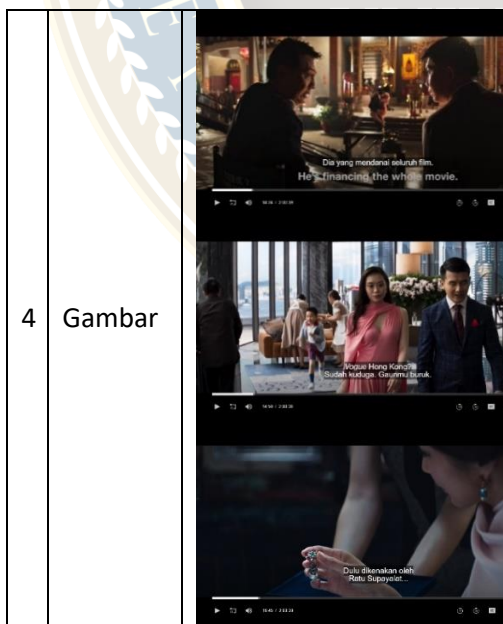 4 Gambar
Dia yang mendanai seluruh film.
He's financing the whole movie.
Vogue Hong Kong?
Sudah kuduga. Gaunmu buruk.
Dulu dikenakan oleh
Ratu Supayalat...